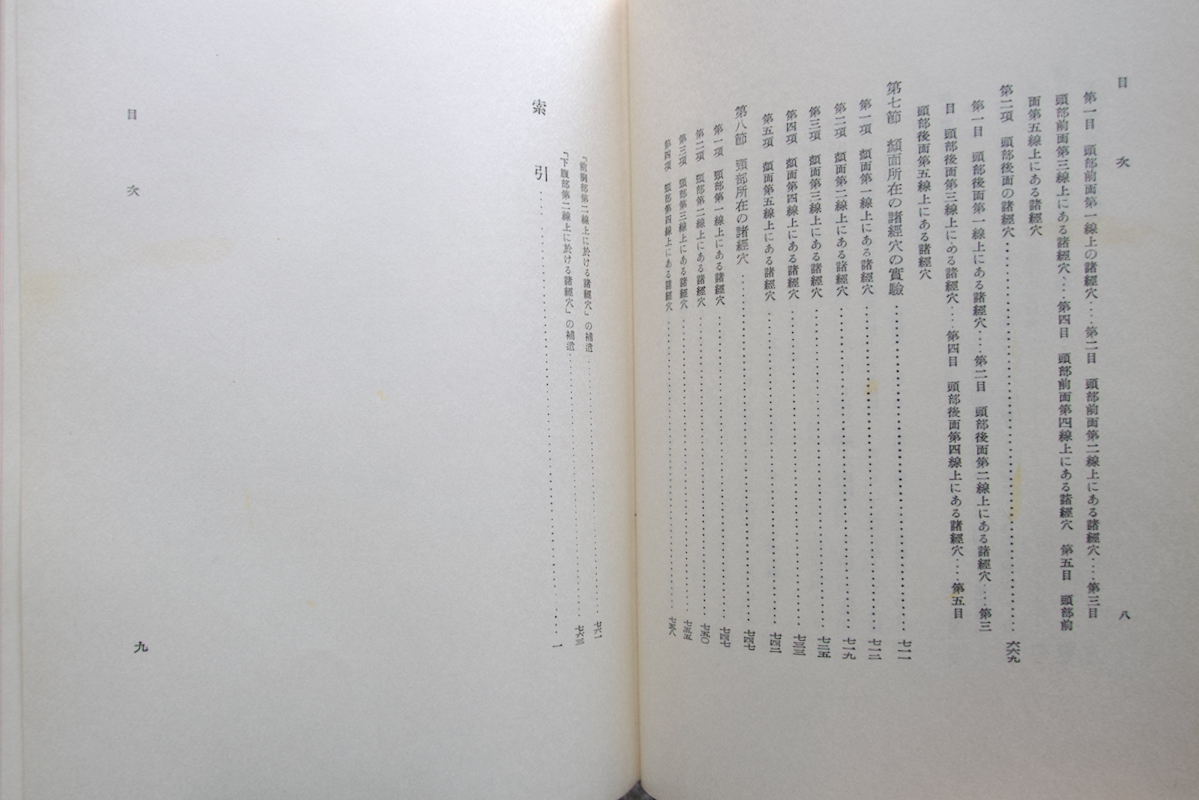 目次
八
第一目　頭部前面第一線上の諸經穴‥‥第二目　頭部前面第二線上にある諸經穴‥‥第三目
頭部前面第三線上にある諸經穴‥‥第四目　頭部前面第四線上にある諸經穴　第五目　頭部前
面第五線上にある諸經穴
第二項　頭部後面の諸經穴‥‥‥‥六六九
第一目　頭部後面第一線上にある諸經穴‥‥第二目　頭部後面第二線上にある諸經穴‥‥第三
目　頭部後面第三線上にある諸經穴‥‥第四目　頭部後面第四線上にある諸經穴‥‥第五目
頭部後面第五線上にある諸經穴
第七節　顏面所在の諸經穴の實驗‥‥‥‥七一一
第一項　顏面第一線上にある諸經穴‥‥‥‥七一二
第二項　顏面第二線上にある諸經穴‥‥‥‥七一九
第三項　顏面第三線上にある諸經穴‥‥‥‥七二五
第四項　顏面第四線上にある諸經穴‥‥‥‥七三三
第五項　顏面第五線上にある諸經穴‥‥‥‥七四二
第八節　頸部所在の諸經穴‥‥‥‥七四七
第一項　頸部第一線上にある諸經穴‥‥‥‥七四七
第二項　頸部第二線上にある諸經穴‥‥‥‥七五〇
第三項　頸部第三線上にある諸經穴‥‥‥‥七五五
第四項　頸部第四線上にある諸經穴‥‥‥‥七五八
「前胸部第二線上に於ける諸經穴」の補遺‥‥‥‥七六一
「下腹部第二線上に於ける諸經穴」の補遺‥‥‥‥七六三
索引‥‥‥‥一
目次
九